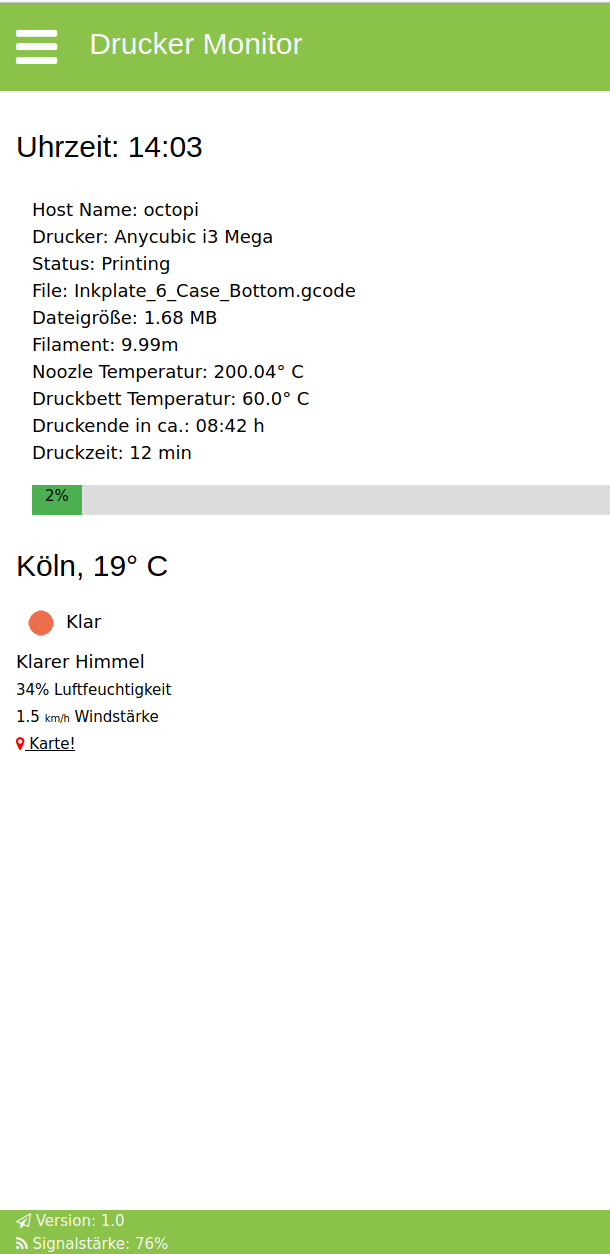 Drucker Monitor
Uhrzeit: 14:03
Host Name: octopi
Drucker: Anycubic i3 Mega
Status: Printing
File: Inkplate_6_Case_Bottom.gcode
Dateigröße: 1.68 MB
Filament: 9.99m
Noozle Temperatur: 200.04° C
Druckbett Temperatur: 60.0° C
Druckende in ca.: 08:42 h
Druckzeit: 12 min
2%
Köln, 19° C
Klar
Klarer Himmel
34% Luftfeuchtigkeit
1.5 km/h Windstärke
Karte!
Version: 1.0
Signalstärke: 76%